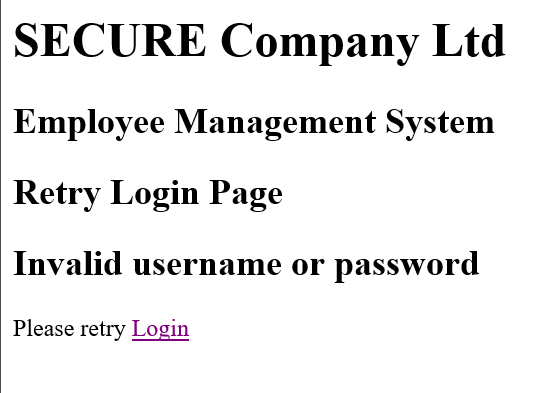 SECURE Company Ltd
Employee Management System
Retry Login Page
Invalid username or password
Please retry Login